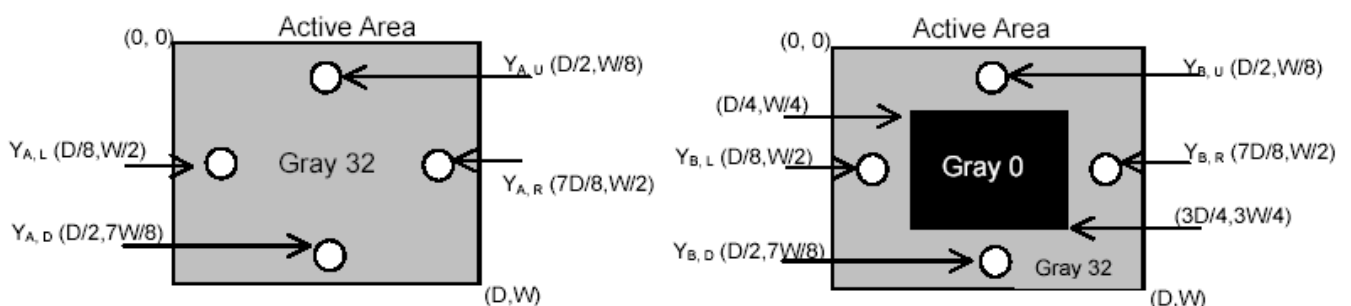 Active Area
(0, 0)
Y_A, U (D/2,W/8)
Y_A, L (D/8,W/2)
Gray 32
Y_A, R (7D/8,W/2)
Y_A, D (D/2,7W/8)
(D,W)
Active Area
(0, 0)
Y_B, U (D/2,W/8)
(D/4,W/4)
Y_B, L (D/8,W/2)
Gray 0
Y_B, R (7D/8,W/2)
(3D/4,3W/4)
Y_B, D (D/2,7W/8)
Gray 32
(D,W)